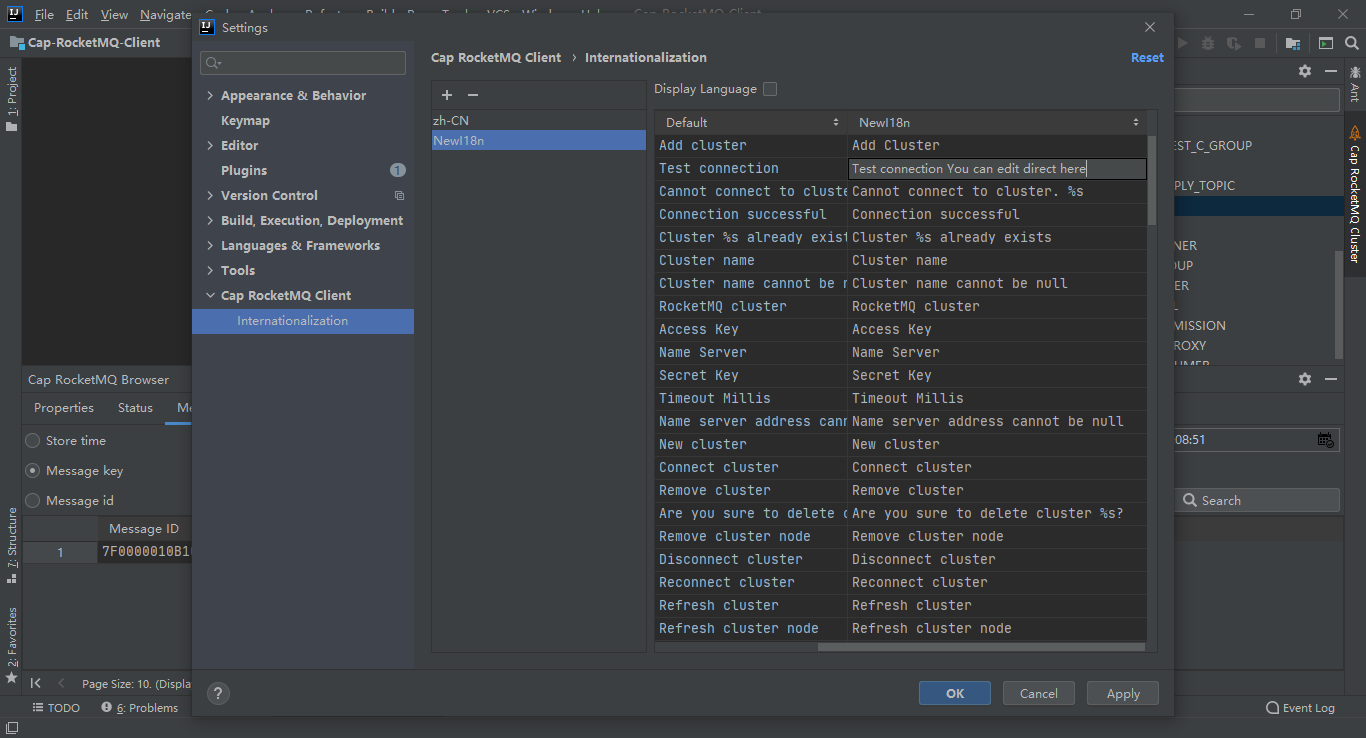 File Edit View Navigate
Cap-RocketMQ-Client
Settings
Cap RocketMQ Client › Internationalization
Reset
1: Project
7: Structure
2: Favorites
Appearance & Behavior
Keymap
Editor
Plugins 1
Version Control
Build, Execution, Deployment
Languages & Frameworks
Tools
Cap RocketMQ Client
Internationalization
zh-CN
NewI18n
Display Language
Default NewI18n
Add cluster Add Cluster
Test connection Test connection You can edit direct here
Cannot connect to cluste Cannot connect to cluster. %s
Connection successful Connection successful
Cluster %s already exist Cluster %s already exists
Cluster name Cluster name
Cluster name cannot be n Cluster name cannot be null
RocketMQ cluster RocketMQ cluster
Access Key Access Key
Name Server Name Server
Secret Key Secret Key
Timeout Millis Timeout Millis
Name server address cann Name server address cannot be null
New cluster New cluster
Connect cluster Connect cluster
Remove cluster Remove cluster
Are you sure to delete c Are you sure to delete cluster %s?
Remove cluster node Remove cluster node
Disconnect cluster Disconnect cluster
Reconnect cluster Reconnect cluster
Refresh cluster Refresh cluster
Refresh cluster node Refresh cluster node
? OK Cancel Apply
Cap RocketMQ Browser
Properties Status Me
Store time
Message key
Message id
Message ID
1 7F0000010B1
Page Size: 10. (Displa
TODO 6: Problems
EST_C_GROUP
PLY_TOPIC
NER
OUP
ER
MISSION
ROXY
08:51
Search
Ant
Cap RocketMQ Cluster
Event Log